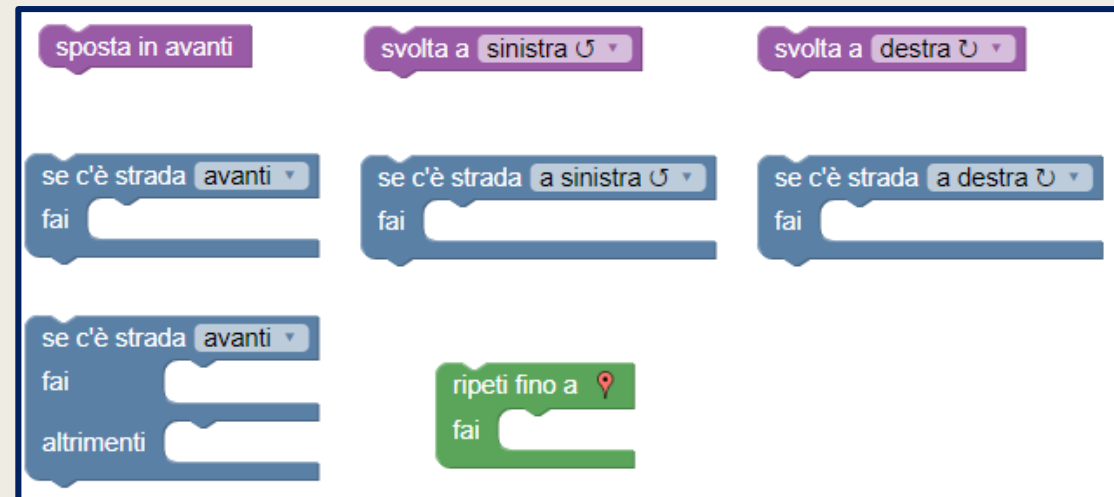 sposta in avanti
svolta a sinistra ↺
svolta a destra ↻
se c'è strada avanti
fai
se c'è strada a sinistra ↺
fai
se c'è strada a destra ↻
fai
se c'è strada avanti
fai
altrimenti
ripeti fino a
fai